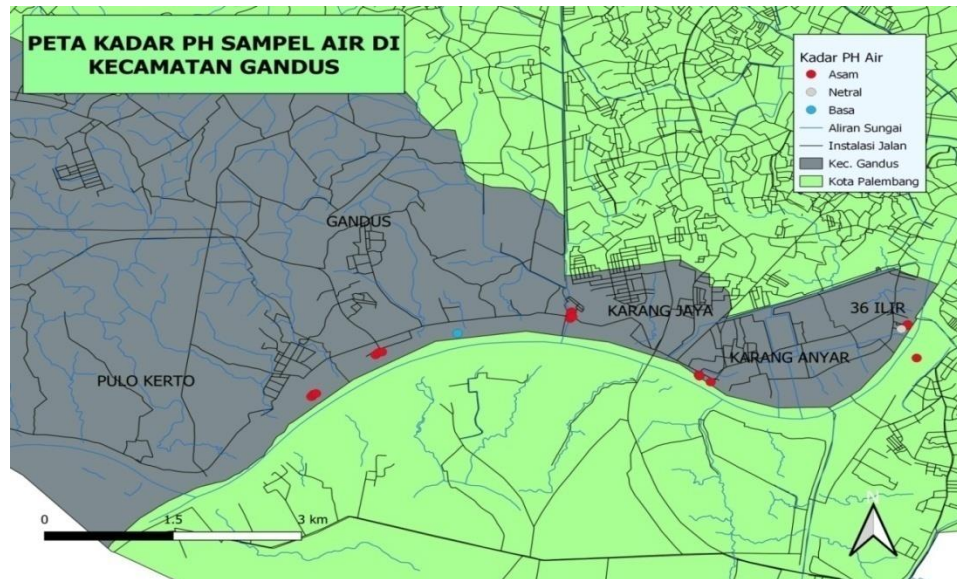 PETA KADAR PH SAMPEL AIR DI
KECAMATAN GANDUS
Kadar PH Air
Asam
Netral
Basa
Aliran Sungai
Instalasi Jalan
Kec. Gandus
Kota Palembang
GANDUS
KARANG JAYA
36 ILIR
KARANG ANYAR
PULO KERTO
0 1.5 3 km
N